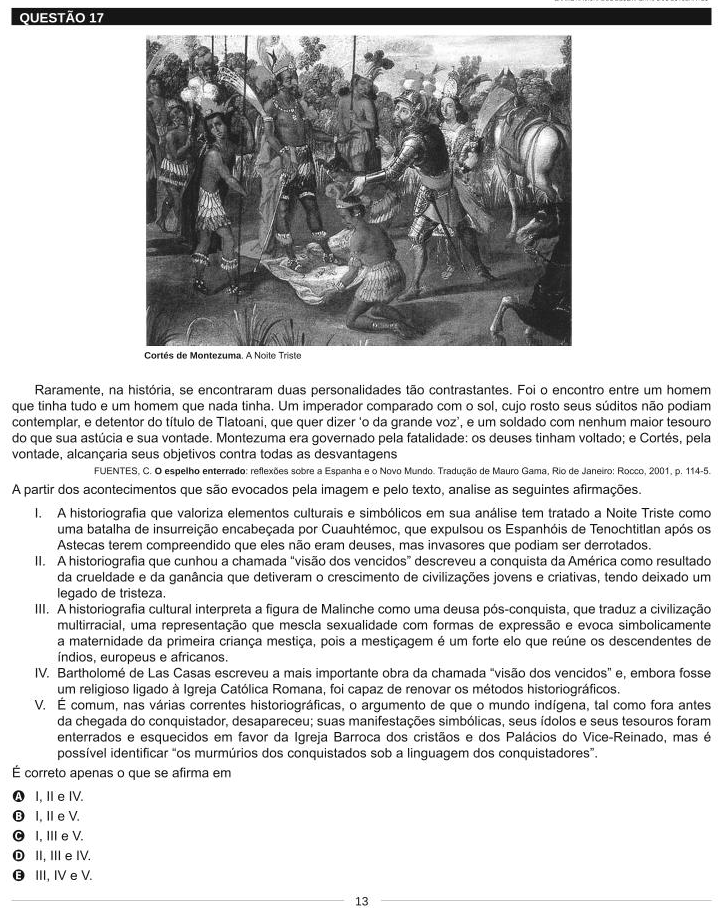 QUESTÃO 17
Cortés de Montezuma. A Noite Triste
Raramente, na história, se encontraram duas personalidades tão contrastantes. Foi o encontro entre um homem
que tinha tudo e um homem que nada tinha. Um imperador comparado com o sol, cujo rosto seus súditos não podiam
contemplar, e detentor do título de Tlatoani, que quer dizer ‘o da grande voz’, e um soldado com nenhum maior tesouro
do que sua astúcia e sua vontade. Montezuma era governado pela fatalidade: os deuses tinham voltado; e Cortés, pela
vontade, alcançaria seus objetivos contra todas as desvantagens
FUENTES, C. O espelho enterrado: reflexões sobre a Espanha e o Novo Mundo. Tradução de Mauro Gama, Rio de Janeiro: Rocco, 2001, p. 114-5.
A partir dos acontecimentos que são evocados pela imagem e pelo texto, analise as seguintes afirmações.
I. A historiografia que valoriza elementos culturais e simbólicos em sua análise tem tratado a Noite Triste como
uma batalha de insurreição encabeçada por Cuauhtémoc, que expulsou os Espanhóis de Tenochtitlan após os
Astecas terem compreendido que eles não eram deuses, mas invasores que podiam ser derrotados.
II. A historiografia que cunhou a chamada “visão dos vencidos” descreveu a conquista da América como resultado
da crueldade e da ganância que detiveram o crescimento de civilizações jovens e criativas, tendo deixado um
legado de tristeza.
III. A historiografia cultural interpreta a figura de Malinche como uma deusa pós-conquista, que traduz a civilização
multirracial, uma representação que mescla sexualidade com formas de expressão e evoca simbolicamente
a maternidade da primeira criança mestiça, pois a mestiçagem é um forte elo que reúne os descendentes de
índios, europeus e africanos.
IV. Bartholomé de Las Casas escreveu a mais importante obra da chamada “visão dos vencidos” e, embora fosse
um religioso ligado à Igreja Católica Romana, foi capaz de renovar os métodos historiográficos.
V. É comum, nas várias correntes historiográficas, o argumento de que o mundo indígena, tal como fora antes
da chegada do conquistador, desapareceu; suas manifestações simbólicas, seus ídolos e seus tesouros foram
enterrados e esquecidos em favor da Igreja Barroca dos cristãos e dos Palácios do Vice-Reinado, mas é
possível identificar “os murmúrios dos conquistados sob a linguagem dos conquistadores”.
É correto apenas o que se afirma em
A I, II e IV.
B I, II e V.
C I, III e V.
D II, III e IV.
E III, IV e V.
13